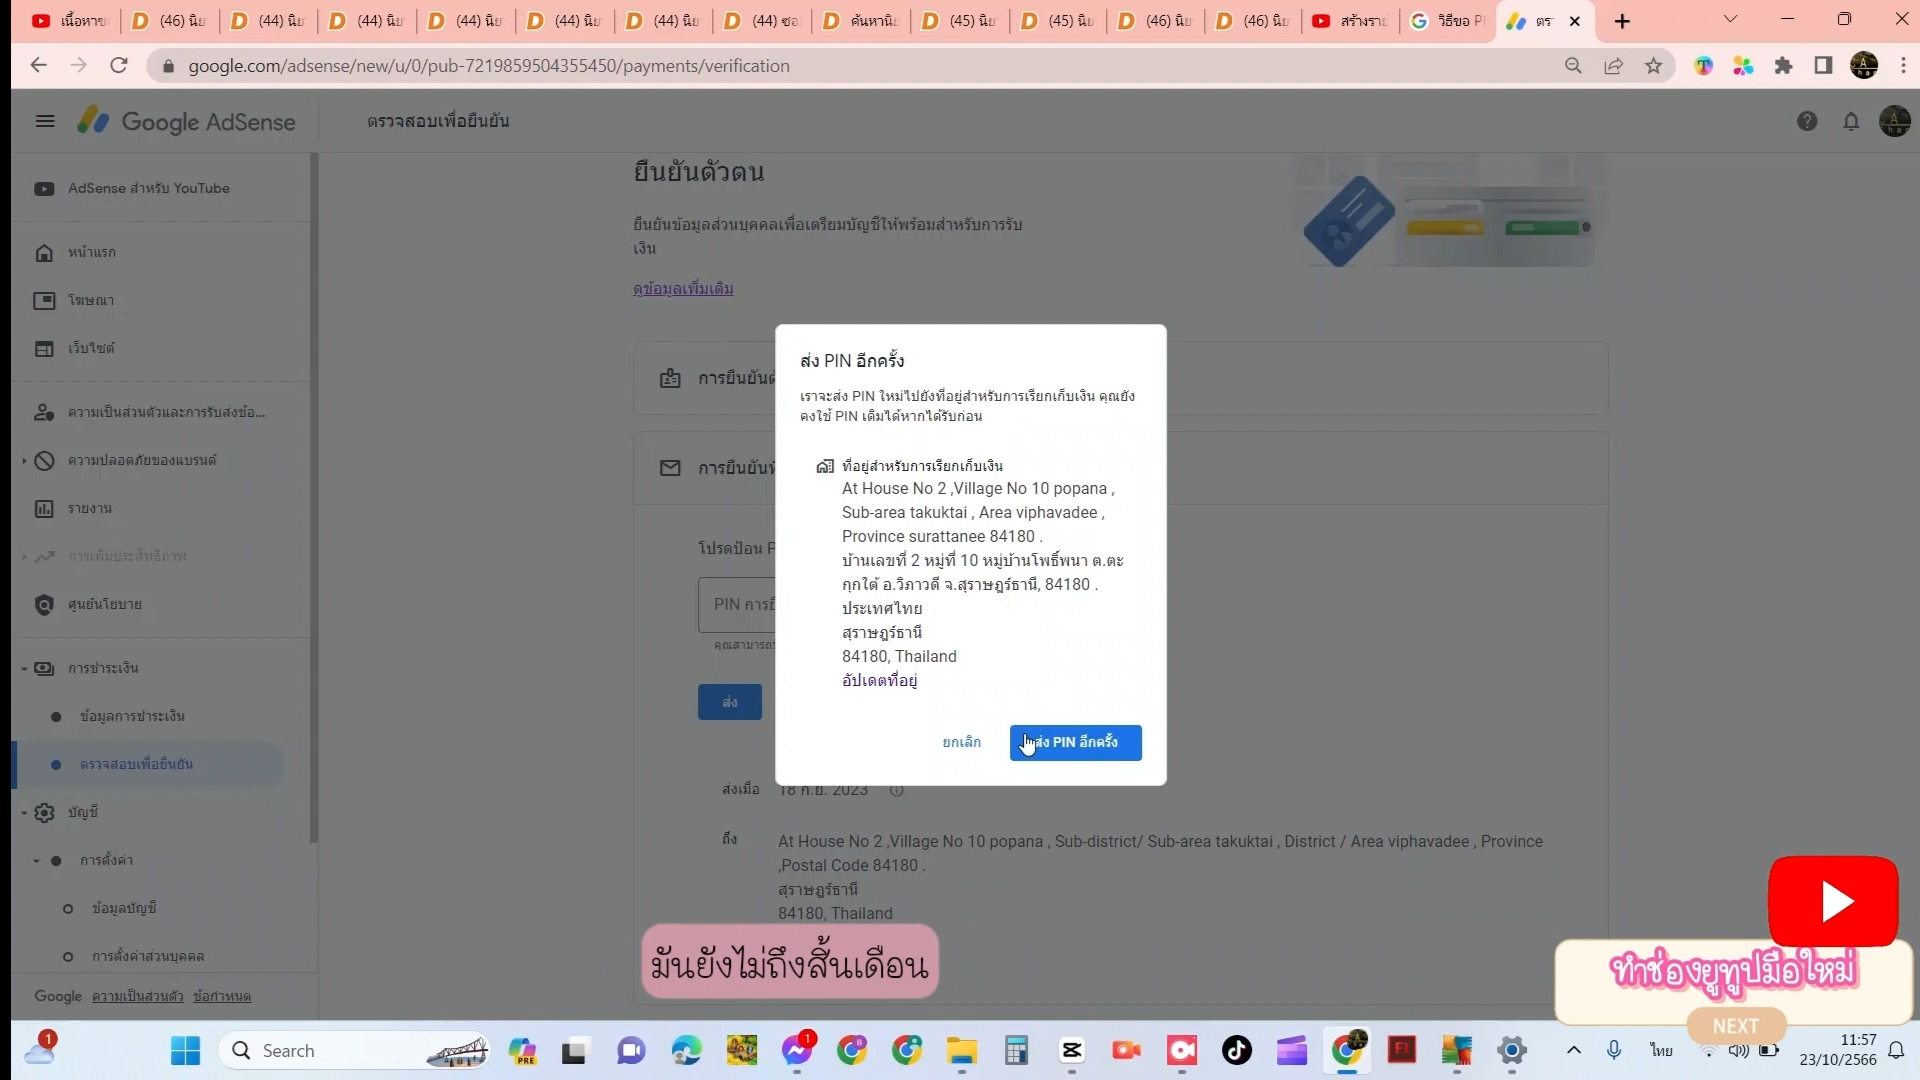 เนื้อหาข
(46) นิย
(44) นิย
(44) นิย
(44) นิย
(44) นิย
(44) นิย
(44) ซอ
ค้นหานิย
(45) นิย
(45) นิย
(46) นิย
(46) นิย
สร้างราย
วิธีขอ PI
ตร
google.com/adsense/new/u/0/pub-7219859504355450/payments/verification
Google AdSense
ตรวจสอบเพื่อยืนยัน
AdSense สำหรับ YouTube
หน้าแรก
โฆษณา
เว็บไซต์
ความเป็นส่วนตัวและการรับส่งข้อ...
ความปลอดภัยของแบรนด์
รายงาน
การเพิ่มประสิทธิภาพ
ศูนย์นโยบาย
การชำระเงิน
ข้อมูลการชำระเงิน
ตรวจสอบเพื่อยืนยัน
บัญชี
การตั้งค่า
ข้อมูลบัญชี
การตั้งค่าส่วนบุคคล
Google ความเป็นส่วนตัว ข้อกำหนด
ยืนยันตัวตน
ยืนยันข้อมูลส่วนบุคคลเพื่อเตรียมบัญชีให้พร้อมสำหรับการรับ
เงิน
ดูข้อมูลเพิ่มเติม
การยืนยันตั
การยืนยันที่
โปรดป้อน P
PIN การยื
คุณสามารถ
ส่ง
ส่ง PIN อีกครั้ง
เราจะส่ง PIN ใหม่ไปยังที่อยู่สำหรับการเรียกเก็บเงิน คุณยัง
คงใช้ PIN เดิมได้หากได้รับก่อน
ที่อยู่สำหรับการเรียกเก็บเงิน
At House No 2 ,Village No 10 popana ,
Sub-area takuktai , Area viphavadee ,
Province surattanee 84180 .
บ้านเลขที่ 2 หมู่ที่ 10 หมู่บ้านโพธิ์พนา ต.ตะ
กุกใต้ อ.วิภาวดี จ.สุราษฎร์ธานี, 84180 .
ประเทศไทย
สุราษฎร์ธานี
84180, Thailand
อัปเดตที่อยู่
ยกเลิก
ส่ง PIN อีกครั้ง
ส่งเมื่อ 18 ก.ย. 2023
ถึง At House No 2 ,Village No 10 popana , Sub-district/ Sub-area takuktai , District / Area viphavadee , Province
,Postal Code 84180 .
สุราษฎร์ธานี
84180, Thailand
มันยังไม่ถึงสิ้นเดือน
ทำช่องยูทูปมือใหม่
NEXT
1
Search
PRE
1
ไทย
11:57
23/10/2566